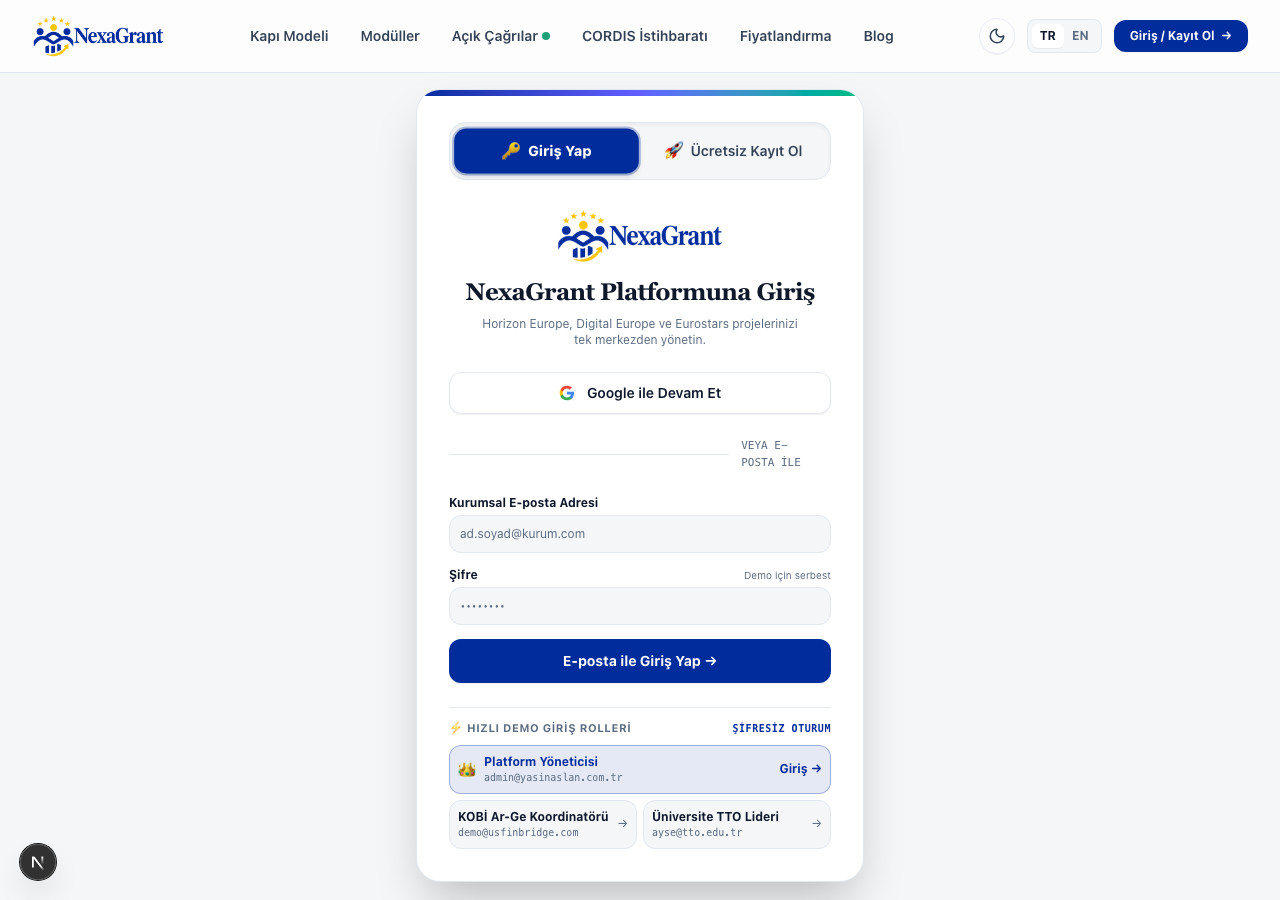 NexaGrant
Kapı Modeli
Modüller
Açık Çağrılar
CORDIS İstihbaratı
Fiyatlandırma
Blog
TR
EN
Giriş / Kayıt Ol →
🔑 Giriş Yap
🚀 Ücretsiz Kayıt Ol
NexaGrant
NexaGrant Platformuna Giriş
Horizon Europe, Digital Europe ve Eurostars projelerinizi
tek merkezden yönetin.
Google ile Devam Et
VEYA E-
POSTA İLE
Kurumsal E-posta Adresi
ad.soyad@kurum.com
Şifre
Demo için serbest
••••••••
E-posta ile Giriş Yap →
⚡ HIZLI DEMO GİRİŞ ROLLERİ
ŞİFRESİZ OTURUM
👑 Platform Yöneticisi
admin@yasinaslan.com.tr
Giriş →
KOBİ Ar-Ge Koordinatörü
demo@usfinbridge.com
→
Üniversite TTO Lideri
ayse@tto.edu.tr
→
N